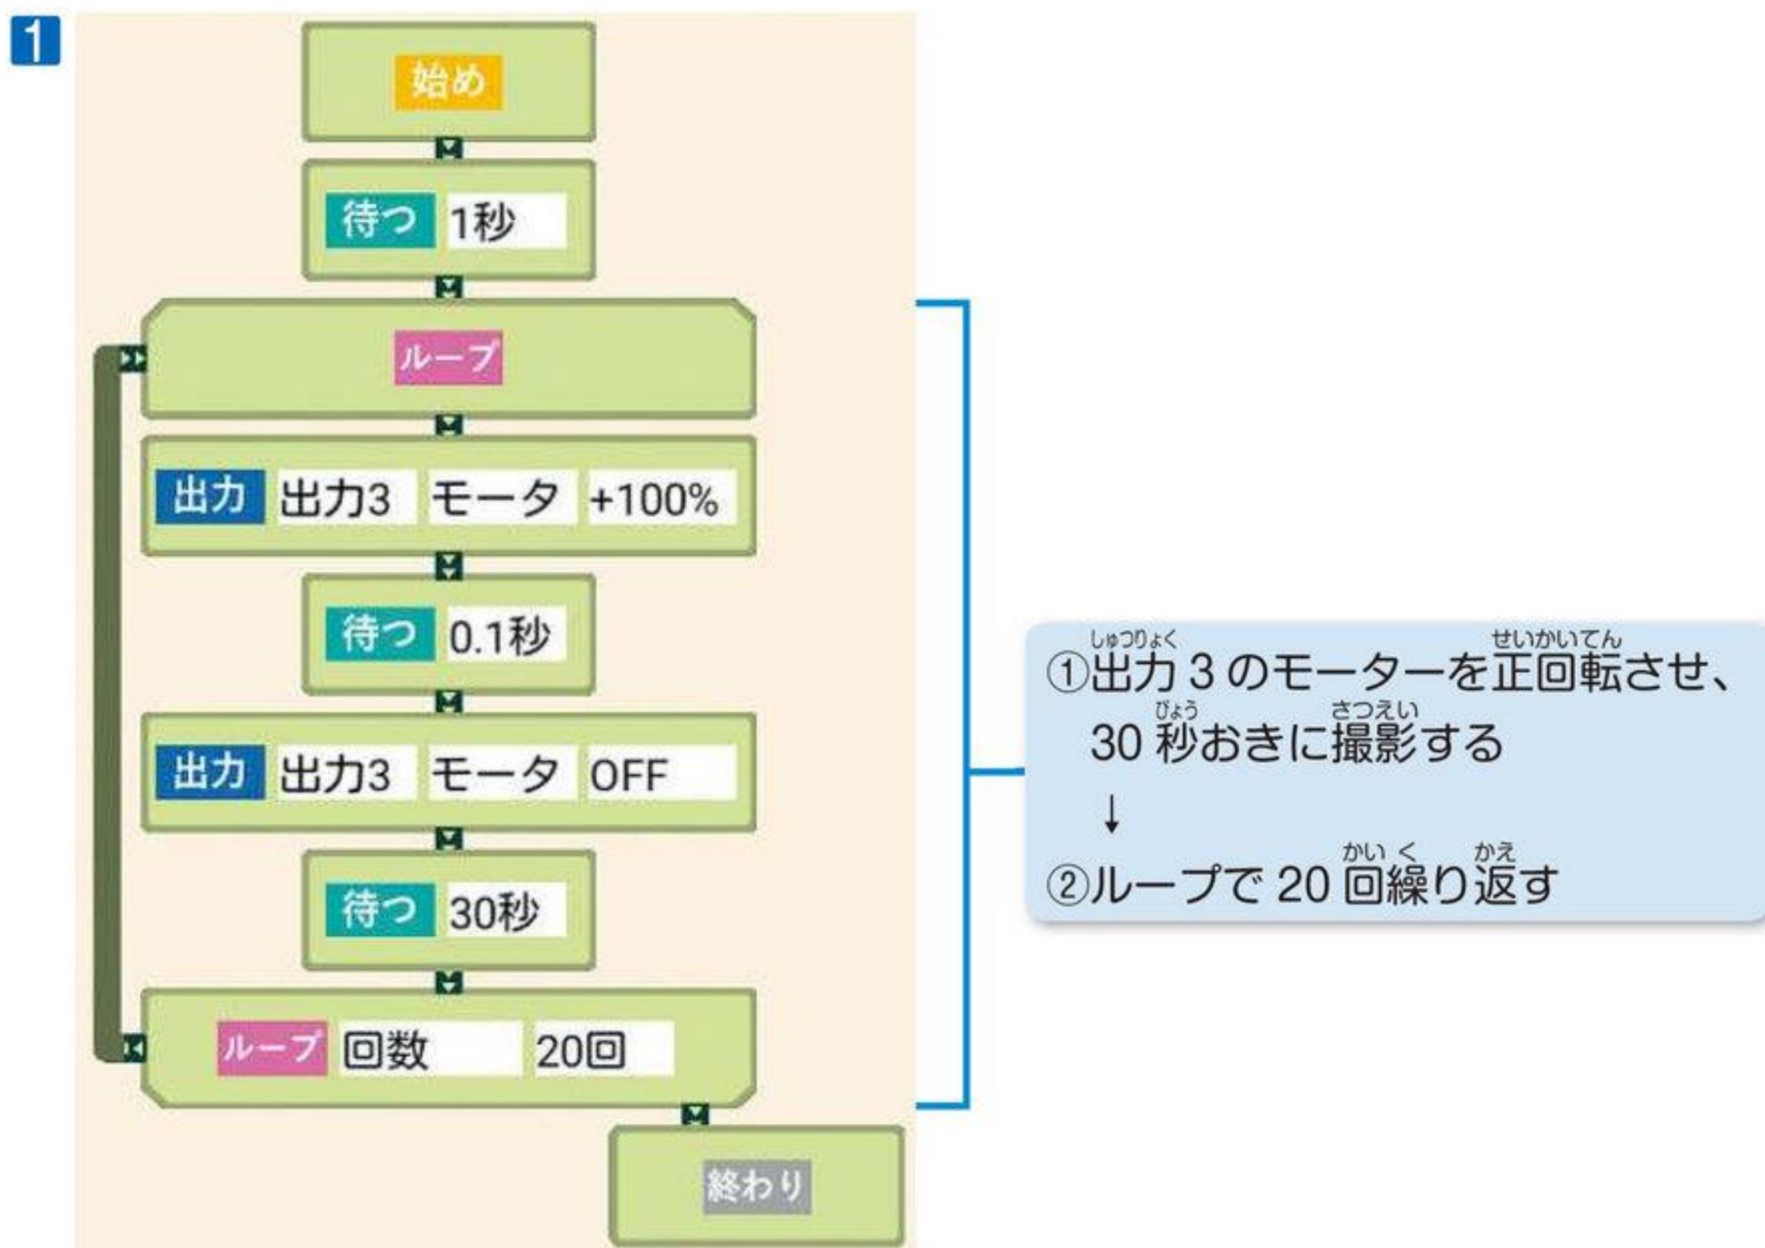 1
始め
待つ 1秒
ループ
出力 出力3 モータ +100%
待つ 0.1秒
出力 出力3 モータ OFF
待つ 30秒
ループ 回数 20回
終わり
しゅつりょく せいかいてん
①出力3のモーターを正回転させ、
びょう さつえい
30秒おきに撮影する
↓
かい く かえ
②ループで20回繰り返す